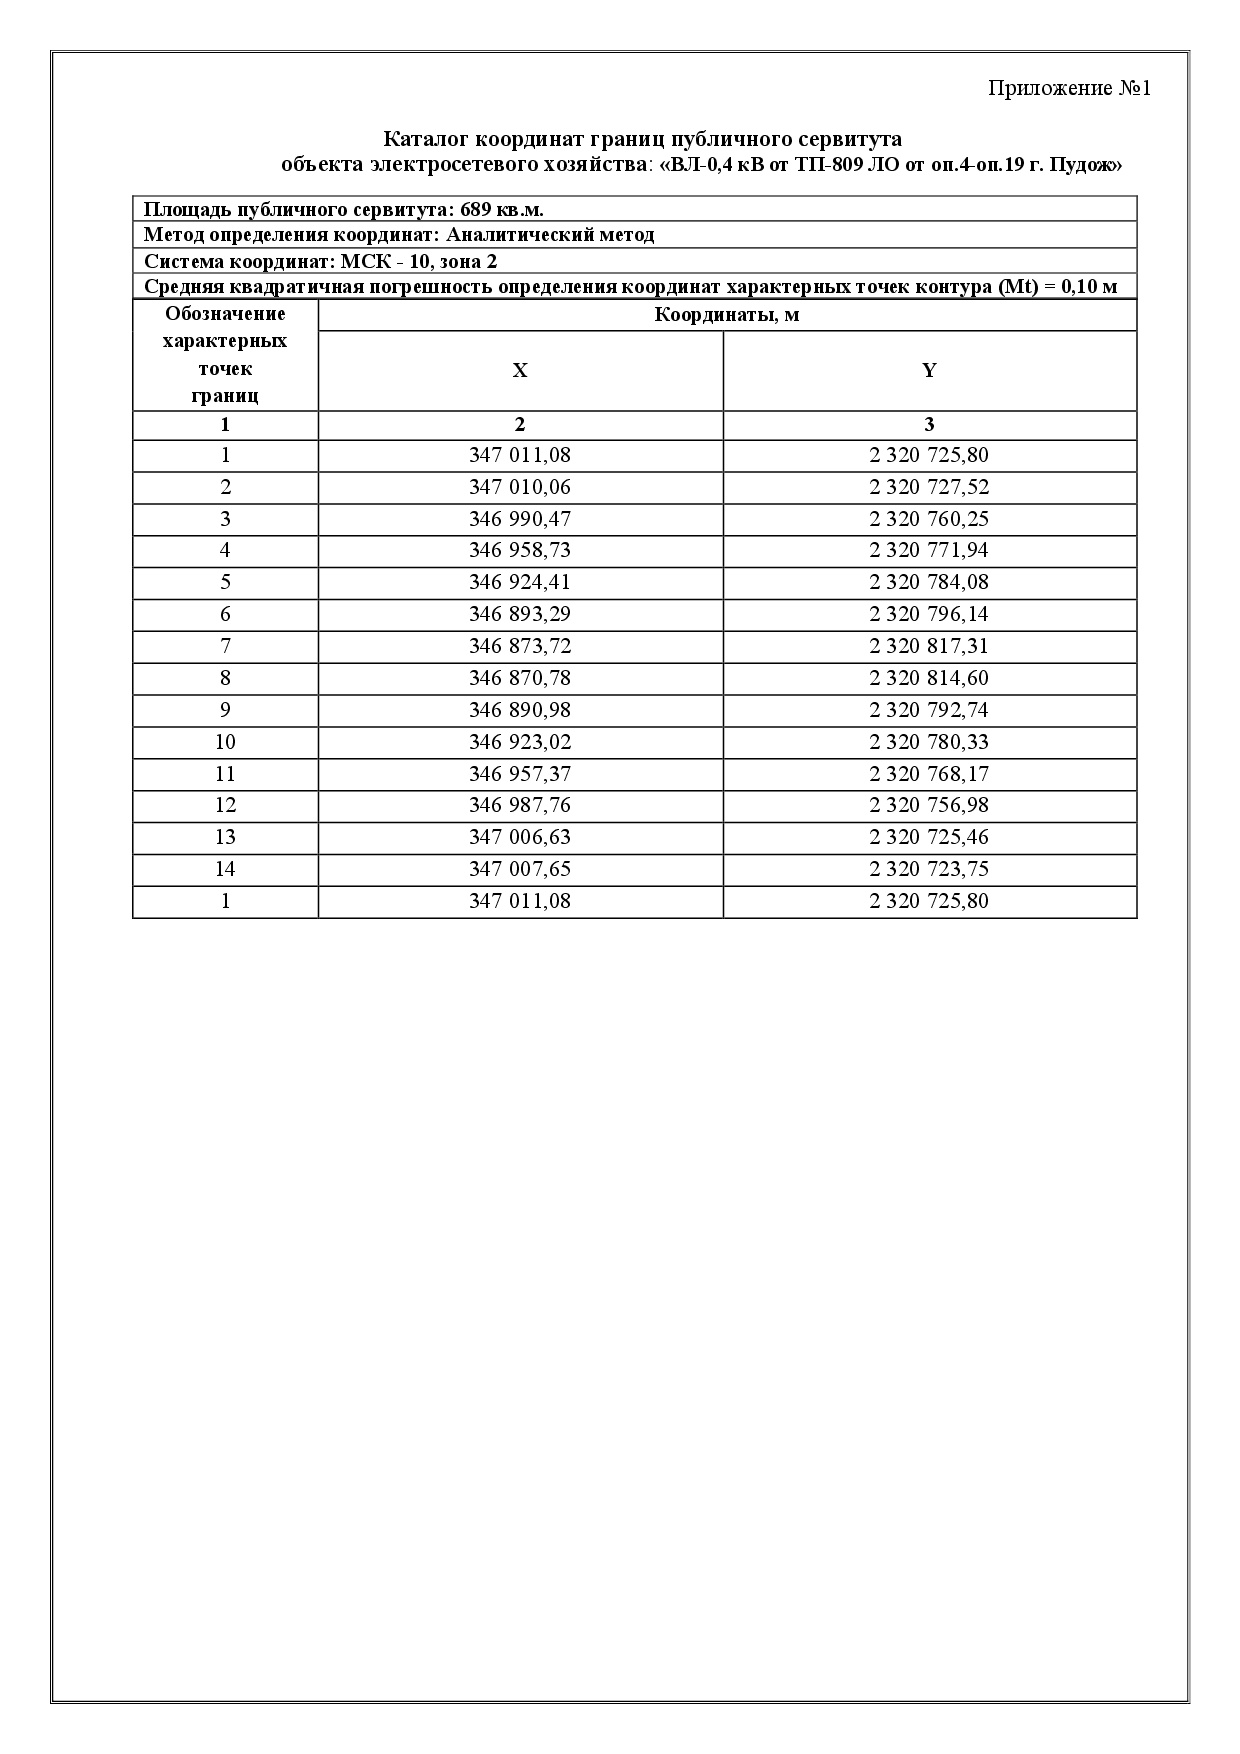 Приложение №1
Каталог координат границ публичного сервитута
объекта электросетевого хозяйства: «ВЛ-0,4 кВ от ТП-809 ЛО от оп.4-оп.19 г. Пудож»
Площадь публичного сервитута: 689 кв.м.
Метод определения координат: Аналитический метод
Система координат: МСК - 10, зона 2
Средняя квадратичная погрешность определения координат характерных точек контура (Mt) = 0,10 м
Обозначение
характерных
точек
границ
Координаты, м
X Y
1 2 3
1 347 011,08 2 320 725,80
2 347 010,06 2 320 727,52
3 346 990,47 2 320 760,25
4 346 958,73 2 320 771,94
5 346 924,41 2 320 784,08
6 346 893,29 2 320 796,14
7 346 873,72 2 320 817,31
8 346 870,78 2 320 814,60
9 346 890,98 2 320 792,74
10 346 923,02 2 320 780,33
11 346 957,37 2 320 768,17
12 346 987,76 2 320 756,98
13 347 006,63 2 320 725,46
14 347 007,65 2 320 723,75
1 347 011,08 2 320 725,80